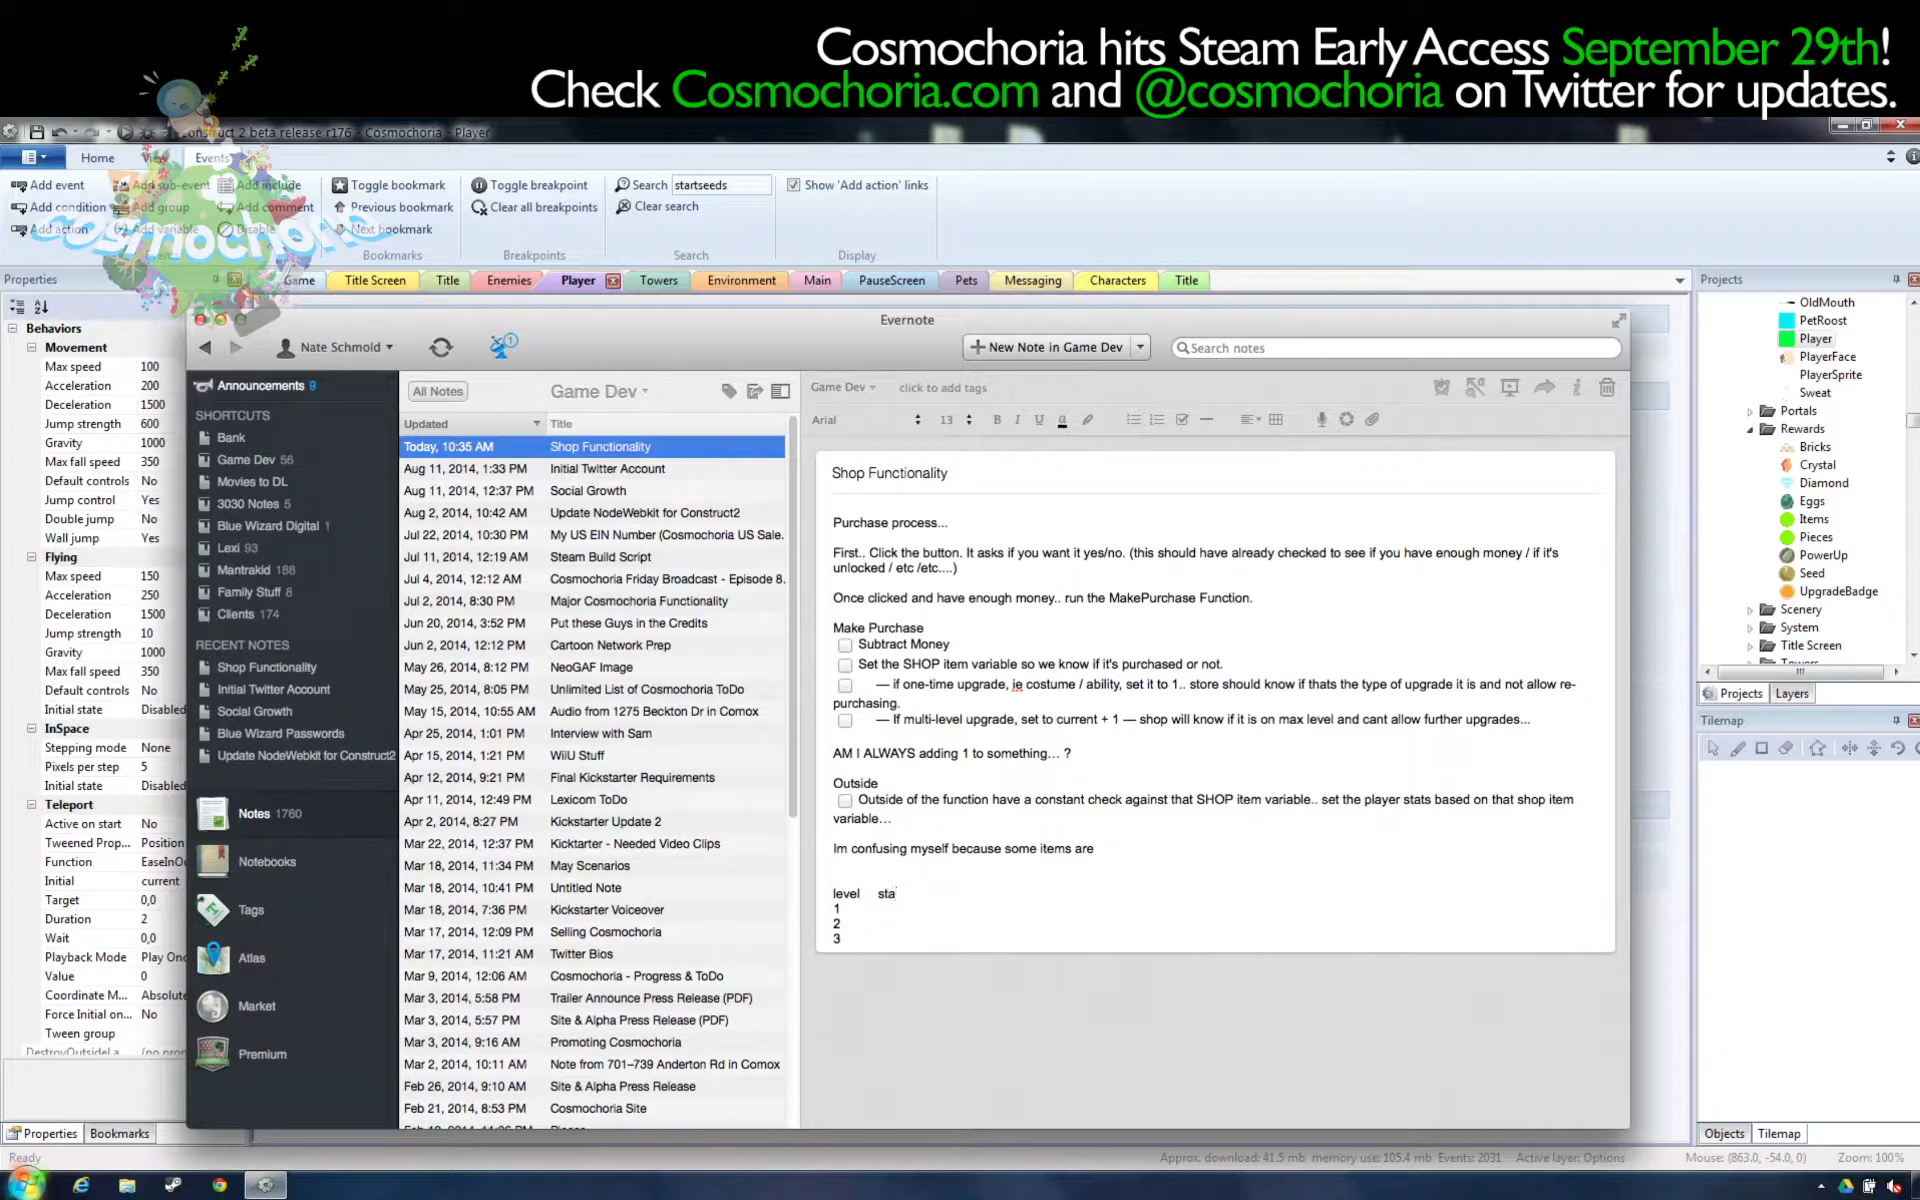 Cosmochoria hits Steam Early Access September 29th!
Check Cosmochoria.com and @cosmochoria on Twitter for updates.
Construct 2 beta release r176 - Cosmochoria - Player
Home View Events
Add event Add sub-event Add include
Add condition Add group Add comment
Add action Add variable Disable
Toggle bookmark
Previous bookmark
Next bookmark
Bookmarks
Toggle breakpoint
Clear all breakpoints
Breakpoints
Search startseeds
Clear search
Search
Show 'Add action' links
Display
cosmochoria
Properties
Game Title Screen Title Enemies Player Towers Environment Main PauseScreen Pets Messaging Characters Title
Behaviors
Movement
Max speed 100
Acceleration 200
Deceleration 1500
Jump strength 600
Gravity 1000
Max fall speed 350
Default controls No
Jump control Yes
Double jump No
Wall jump Yes
Flying
Max speed 150
Acceleration 250
Deceleration 1500
Jump strength 10
Gravity 1000
Max fall speed 350
Default controls No
Initial state Disabled
InSpace
Stepping mode None
Pixels per step 5
Initial state Disabled
Teleport
Active on start No
Tweened Prop... Position
Function EaseInOu
Initial current
Target 0,0
Duration 2
Wait 0,0
Playback Mode Play Onc
Value 0
Coordinate M... Absolute
Force Initial on... No
Tween group
Properties Bookmarks
Ready
Evernote
Nate Schmold
1
New Note in Game Dev
Search notes
Announcements 9
SHORTCUTS
Bank
Game Dev 56
Movies to DL
3030 Notes 5
Blue Wizard Digital 1
Lexi 93
Mantrakid 188
Family Stuff 8
Clients 174
RECENT NOTES
Shop Functionality
Initial Twitter Account
Social Growth
Blue Wizard Passwords
Update NodeWebkit for Construct2
Notes 1760
Notebooks
Tags
Atlas
Market
Premium
All Notes Game Dev
Updated Title
Today, 10:35 AM Shop Functionality
Aug 11, 2014, 1:33 PM Initial Twitter Account
Aug 11, 2014, 12:37 PM Social Growth
Aug 2, 2014, 10:42 AM Update NodeWebkit for Construct2
Jul 22, 2014, 10:30 PM My US EIN Number (Cosmochoria US Sale.
Jul 11, 2014, 12:19 AM Steam Build Script
Jul 4, 2014, 12:12 AM Cosmochoria Friday Broadcast - Episode 8.
Jul 2, 2014, 8:30 PM Major Cosmochoria Functionality
Jun 20, 2014, 3:52 PM Put these Guys in the Credits
Jun 2, 2014, 12:12 PM Cartoon Network Prep
May 26, 2014, 8:12 PM NeoGAF Image
May 25, 2014, 8:05 PM Unlimited List of Cosmochoria ToDo
May 15, 2014, 10:55 AM Audio from 1275 Beckton Dr in Comox
Apr 25, 2014, 1:01 PM Interview with Sam
Apr 15, 2014, 1:21 PM WiiU Stuff
Apr 12, 2014, 9:21 PM Final Kickstarter Requirements
Apr 11, 2014, 12:49 PM Lexicom ToDo
Apr 2, 2014, 8:27 PM Kickstarter Update 2
Mar 22, 2014, 12:37 PM Kicktarter - Needed Video Clips
Mar 18, 2014, 11:34 PM May Scenarios
Mar 18, 2014, 10:41 PM Untitled Note
Mar 18, 2014, 7:36 PM Kickstarter Voiceover
Mar 17, 2014, 12:09 PM Selling Cosmochoria
Mar 17, 2014, 11:21 AM Twitter Bios
Mar 9, 2014, 12:06 AM Cosmochoria - Progress & ToDo
Mar 3, 2014, 5:58 PM Trailer Announce Press Release (PDF)
Mar 3, 2014, 5:57 PM Site & Alpha Press Release (PDF)
Mar 3, 2014, 9:16 AM Promoting Cosmochoria
Mar 2, 2014, 10:11 AM Note from 701–739 Anderton Rd in Comox
Feb 26, 2014, 9:10 AM Site & Alpha Press Release
Feb 21, 2014, 8:53 PM Cosmochoria Site
Game Dev click to add tags
Arial 13 B I U a
Shop Functionality
Purchase process...
First.. Click the button. It asks if you want it yes/no. (this should have already checked to see if you have enough money / if it's
unlocked / etc /etc....)
Once clicked and have enough money.. run the MakePurchase Function.
Make Purchase
Subtract Money
Set the SHOP item variable so we know if it's purchased or not.
— if one-time upgrade, ie costume / ability, set it to 1.. store should know if thats the type of upgrade it is and not allow re-
purchasing.
— If multi-level upgrade, set to current + 1 — shop will know if it is on max level and cant allow further upgrades...
AM I ALWAYS adding 1 to something... ?
Outside
Outside of the function have a constant check against that SHOP item variable.. set the player stats based on that shop item
variable...
Im confusing myself because some items are
level sta
1
2
3
Projects
OldMouth
PetRoost
Player
PlayerFace
PlayerSprite
Sweat
Portals
Rewards
Bricks
Crystal
Diamond
Eggs
Items
Pieces
PowerUp
Seed
UpgradeBadge
Scenery
System
Title Screen
Projects Layers
Tilemap
Objects Tilemap
Approx. download: 41.5 mb memory use: 105.4 mb Events: 2031 Active layer: Options Mouse: (863.0, -54.0, 0) Zoom: 100%